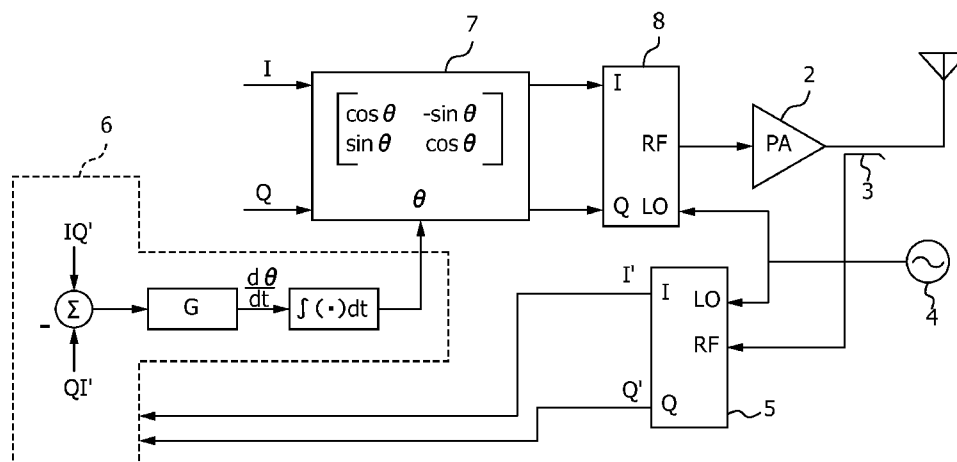 7
8
2
I
cos θ -sin θ
sin θ cos θ
I
RF
PA
6
3
Q
θ
Q LO
IQ'
I'
I
LO
4
Σ
-
G
dθ
dt
∫(·)dt
RF
QI'
Q'
Q
5